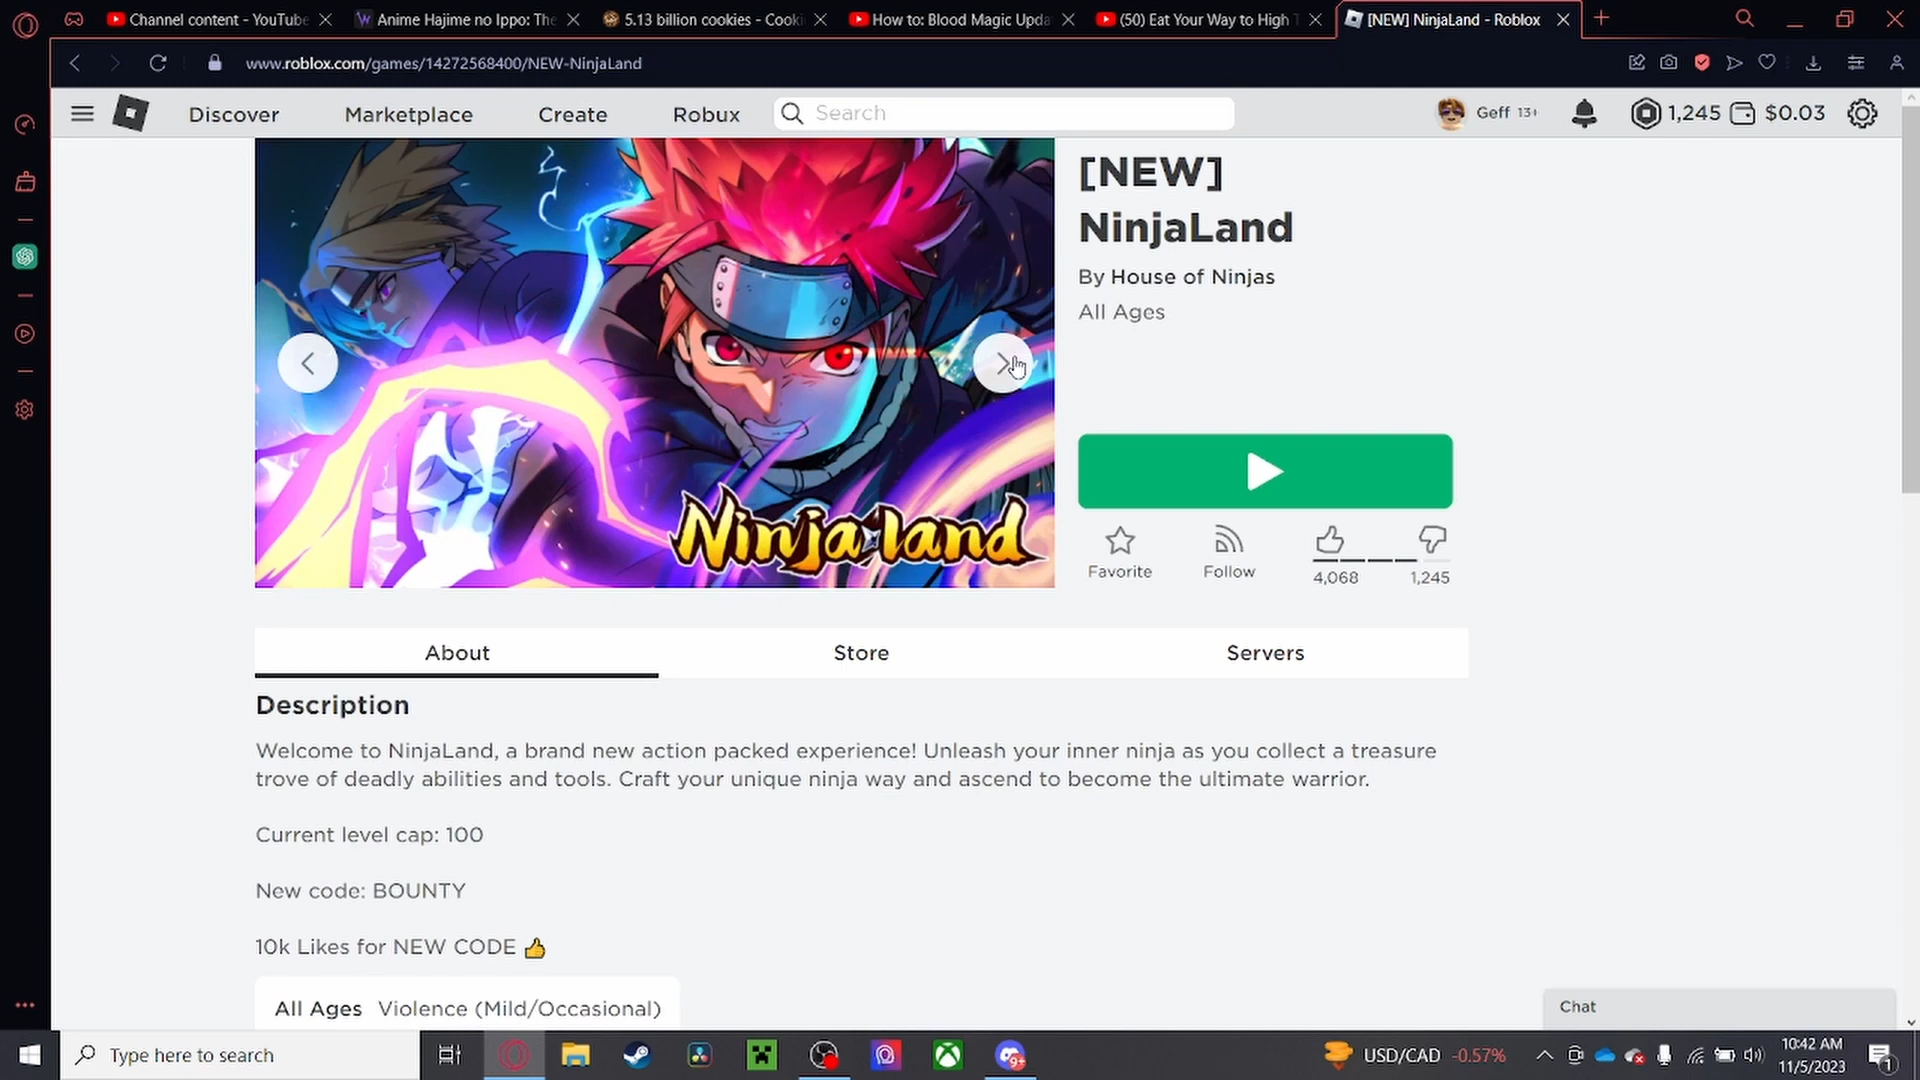 Channel content - YouTube
Anime Hajime no Ippo: The
5.13 billion cookies - Cooki
How to: Blood Magic Upda
(50) Eat Your Way to High T
[NEW] NinjaLand - Roblox
www.roblox.com/games/14272568400/NEW-NinjaLand
Discover Marketplace Create Robux Search Geff 13+ 1,245 $0.03
[NEW]
NinjaLand
By House of Ninjas
All Ages
Ninja land
Favorite Follow 4,068 1,245
About Store Servers
Description
Welcome to NinjaLand, a brand new action packed experience! Unleash your inner ninja as you collect a treasure
trove of deadly abilities and tools. Craft your unique ninja way and ascend to become the ultimate warrior.
Current level cap: 100
New code: BOUNTY
10k Likes for NEW CODE 👍
All Ages Violence (Mild/Occasional)
Chat
Type here to search 9+ USD/CAD -0.57% 10:42 AM
11/5/2023 1